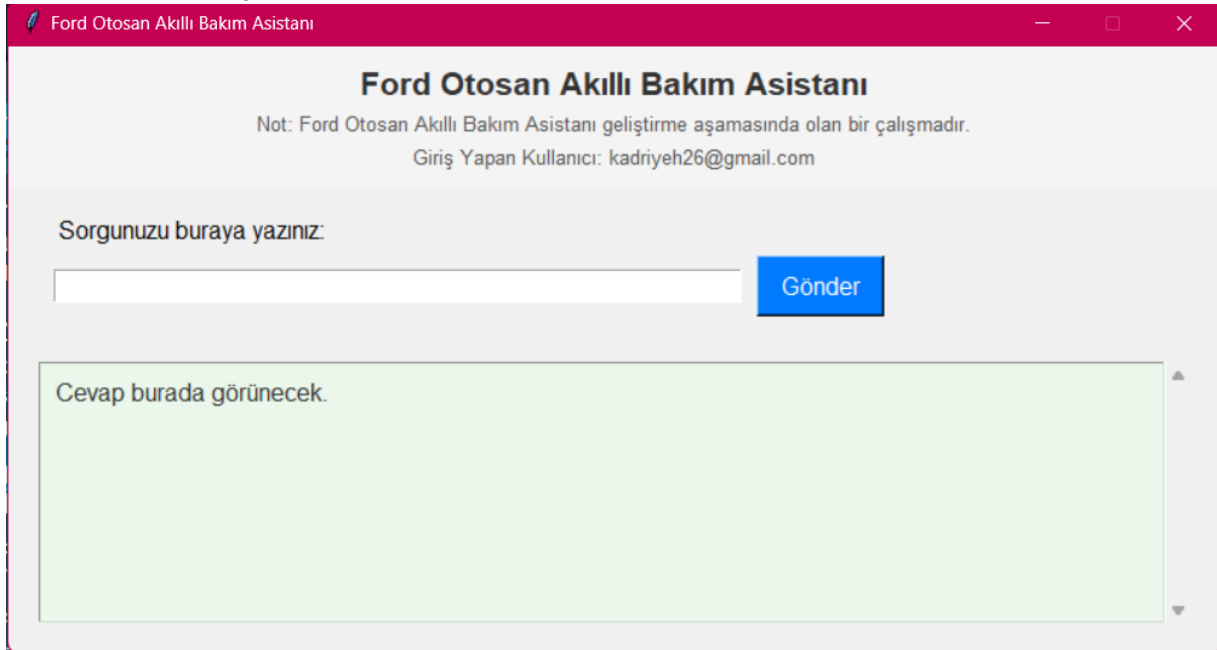 Ford Otosan Akıllı Bakım Asistanı
Ford Otosan Akıllı Bakım Asistanı
Not: Ford Otosan Akıllı Bakım Asistanı geliştirme aşamasında olan bir çalışmadır.
Giriş Yapan Kullanıcı: kadriyeh26@gmail.com
Sorgunuzu buraya yazınız:
Gönder
Cevap burada görünecek.